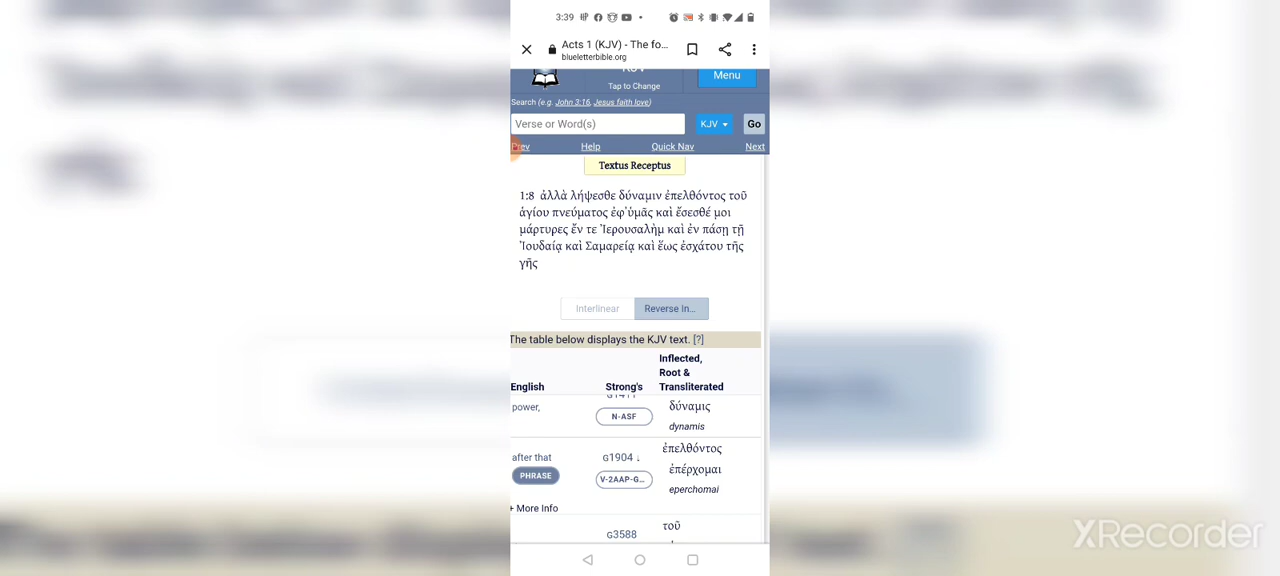 3:39
Acts 1 (KJV) - The fo...
blueletterbible.org
Menu
Tap to Change
Search (e.g. John 3:16, Jesus faith love)
Verse or Word(s)
KJV
Go
Prev Help Quick Nav Next
Textus Receptus
1:8 ἀλλὰ λήψεσθε δύναμιν ἐπελθόντος τοῦ
ἁγίου πνεύματος ἐφ᾽ὑμᾶς καὶ ἔσεσθέ μοι
μάρτυρες ἔν τε Ἰερουσαλὴμ καὶ ἐν πάσῃ τῇ
Ἰουδαίᾳ καὶ Σαμαρείᾳ καὶ ἕως ἐσχάτου τῆς
γῆς
Interlinear Reverse In...
The table below displays the KJV text. [?]
English Strong's Inflected,
Root &
Transliterated
power, N-ASF δύναμις
dynamis
after that G1904 ↓ ἐπελθόντος
PHRASE V-2AAP-G... ἐπέρχομαι
eperchomai
+ More Info
G3588 τοῦ
XRecorder